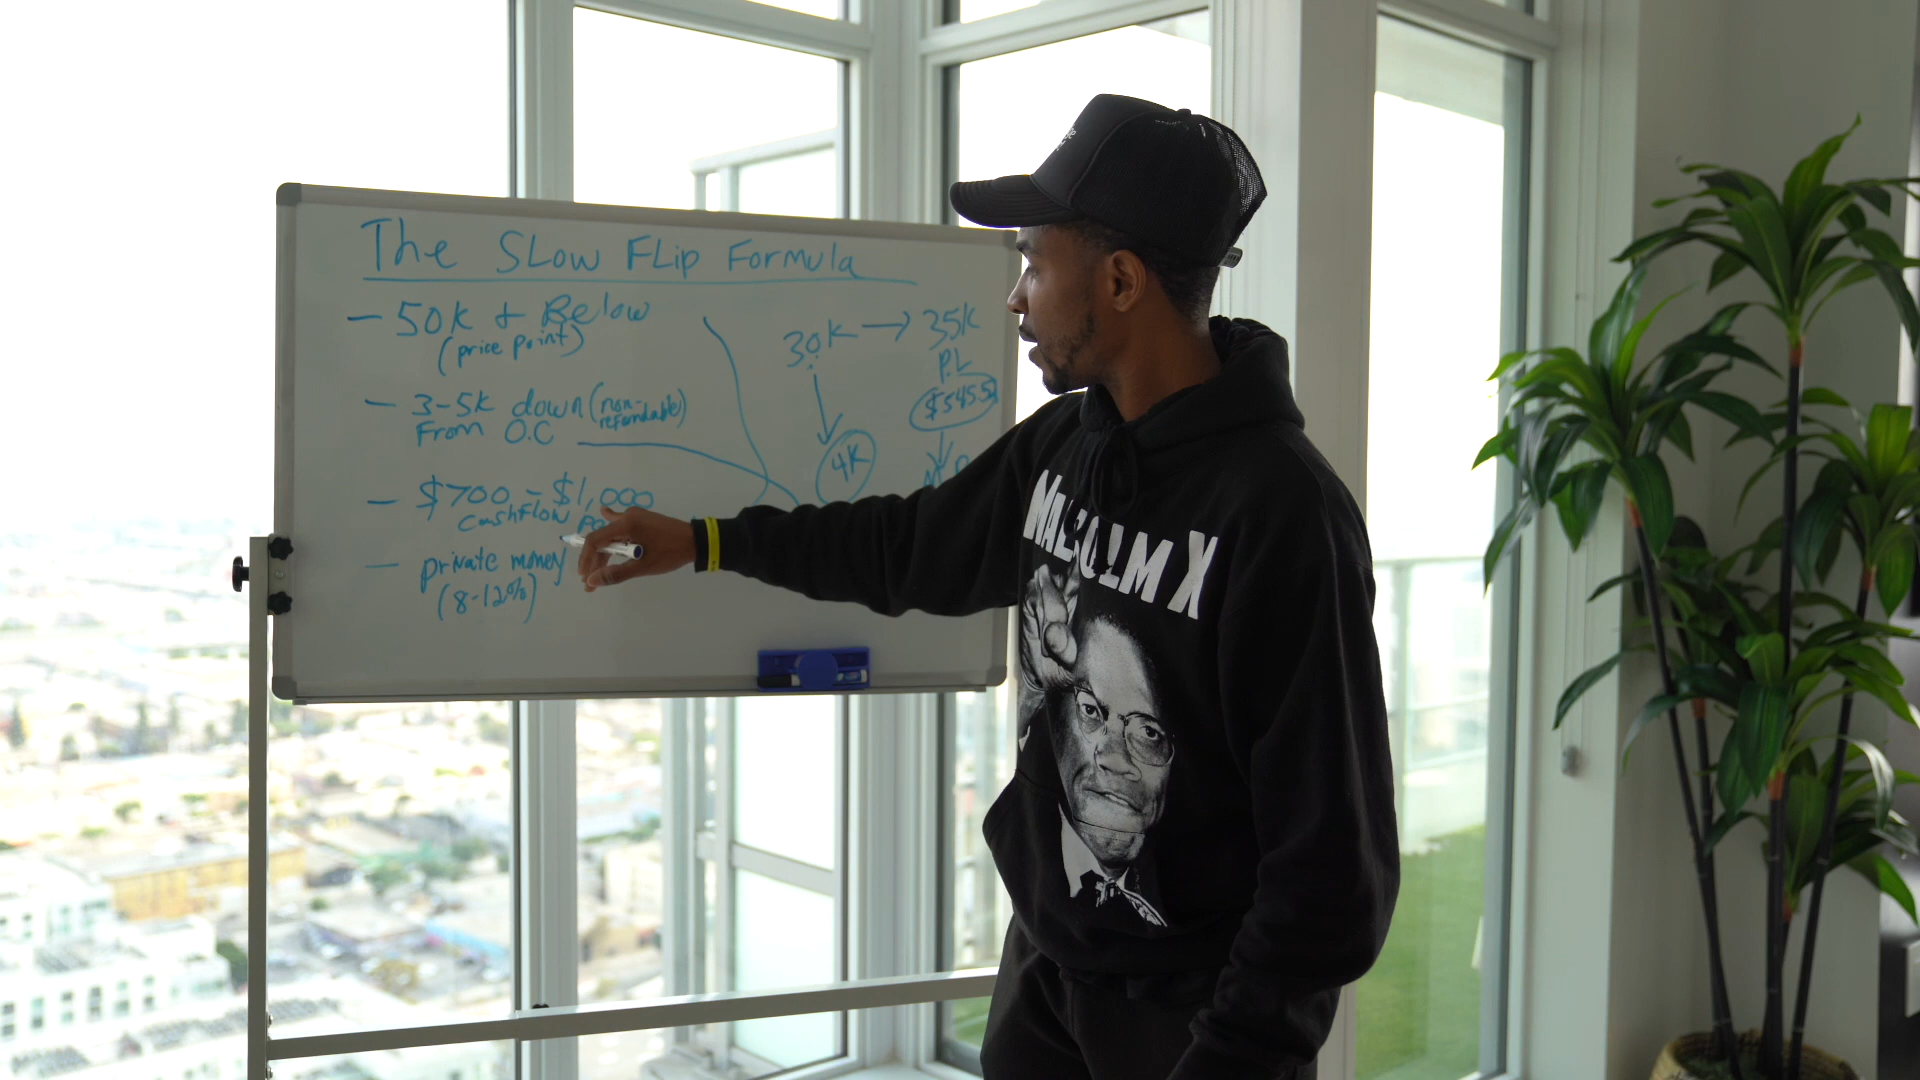 The SLow FLip Formula
– 50K & Below
(price point)
– 3-5K down (non-refundable)
From O.C
– $700 - $1,000
CashFlow
– private money
(8-12%)
30K → 35K
P.L
$545.5
4K
MALCOLM X